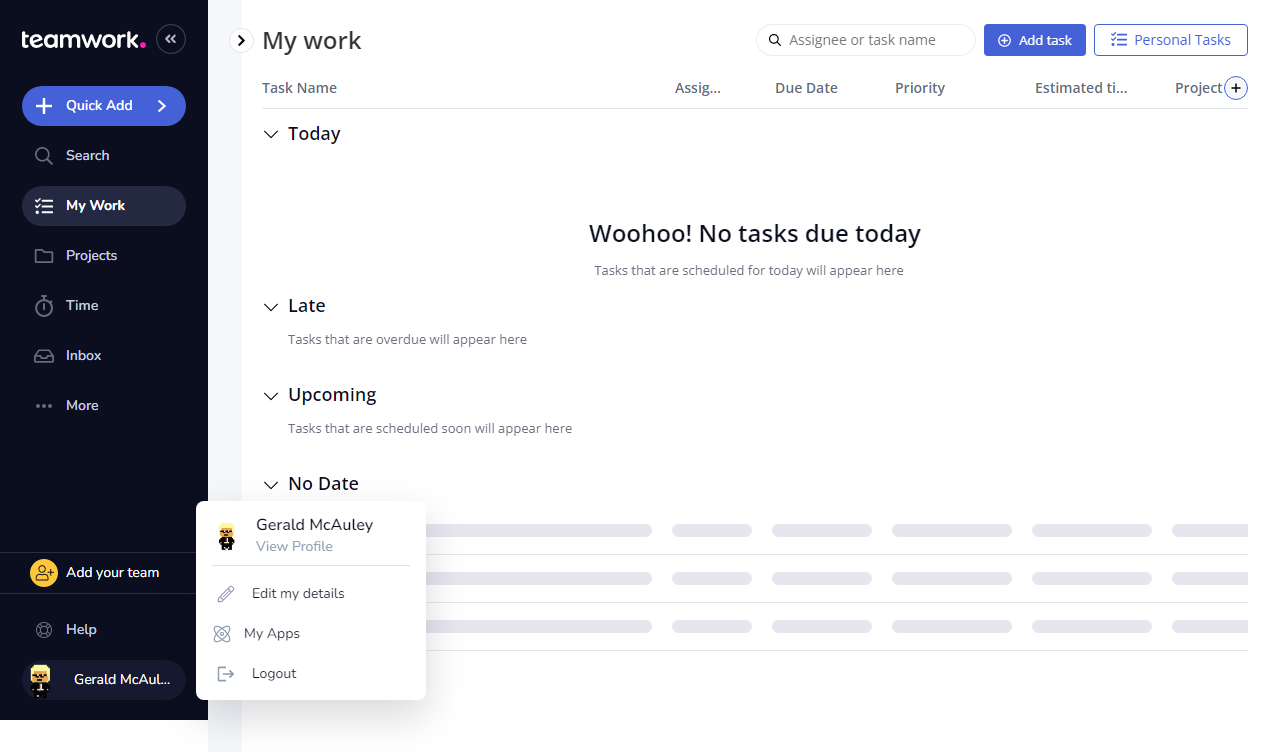 teamwork.
Quick Add
Search
My Work
Projects
Time
Inbox
More
Add your team
Help
Gerald McAul...
My work
Assignee or task name
Add task
Personal Tasks
Task Name Assig... Due Date Priority Estimated ti... Project
Today
Woohoo! No tasks due today
Tasks that are scheduled for today will appear here
Late
Tasks that are overdue will appear here
Upcoming
Tasks that are scheduled soon will appear here
No Date
Gerald McAuley
View Profile
Edit my details
My Apps
Logout